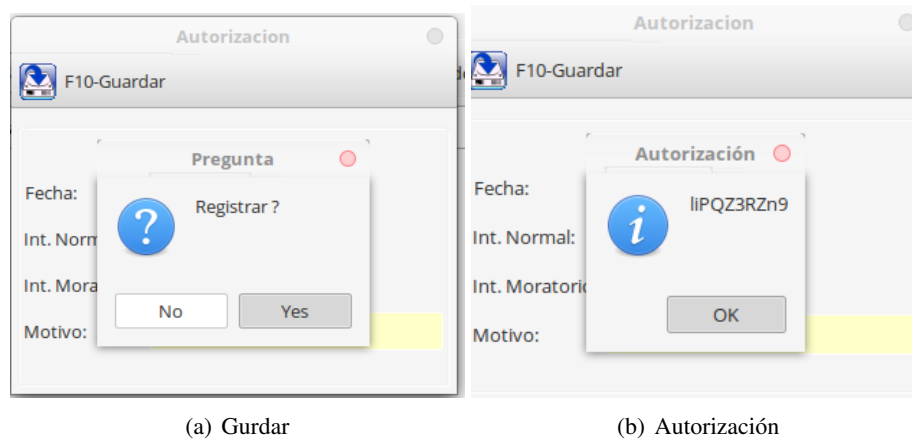 Autorizacion
F10-Guardar
Pregunta
Fecha:
Registrar ?
Int. Norm
Int. Mora
No
Yes
Motivo:
(a) Gurdar
Autorizacion
F10-Guardar
Autorización
Fecha:
liPQZ3RZn9
Int. Normal:
Int. Moratorio
OK
Motivo:
(b) Autorización